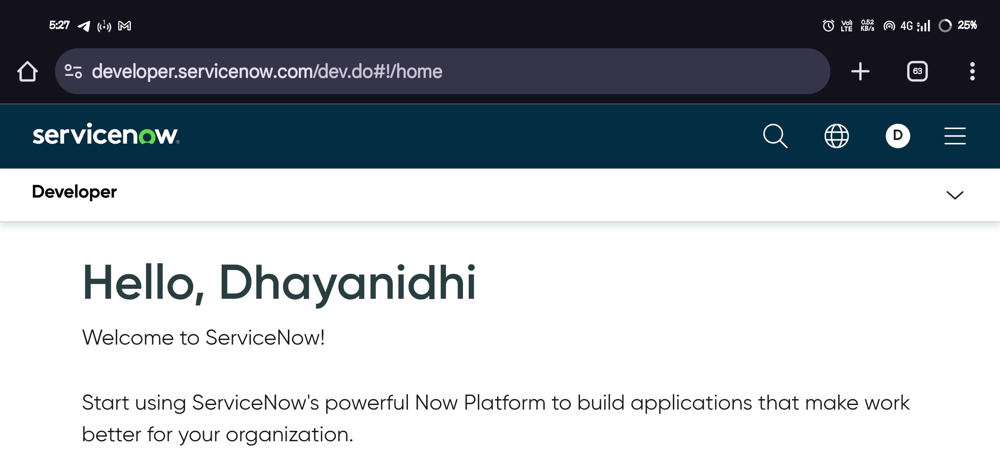 5:27
Vo) LTE 0.52 KB/s 4G 25%
developer.servicenow.com/dev.do#!/home
63
servicenow®
D
Developer
Hello, Dhayanidhi
Welcome to ServiceNow!
Start using ServiceNow's powerful Now Platform to build applications that make work
better for your organization.